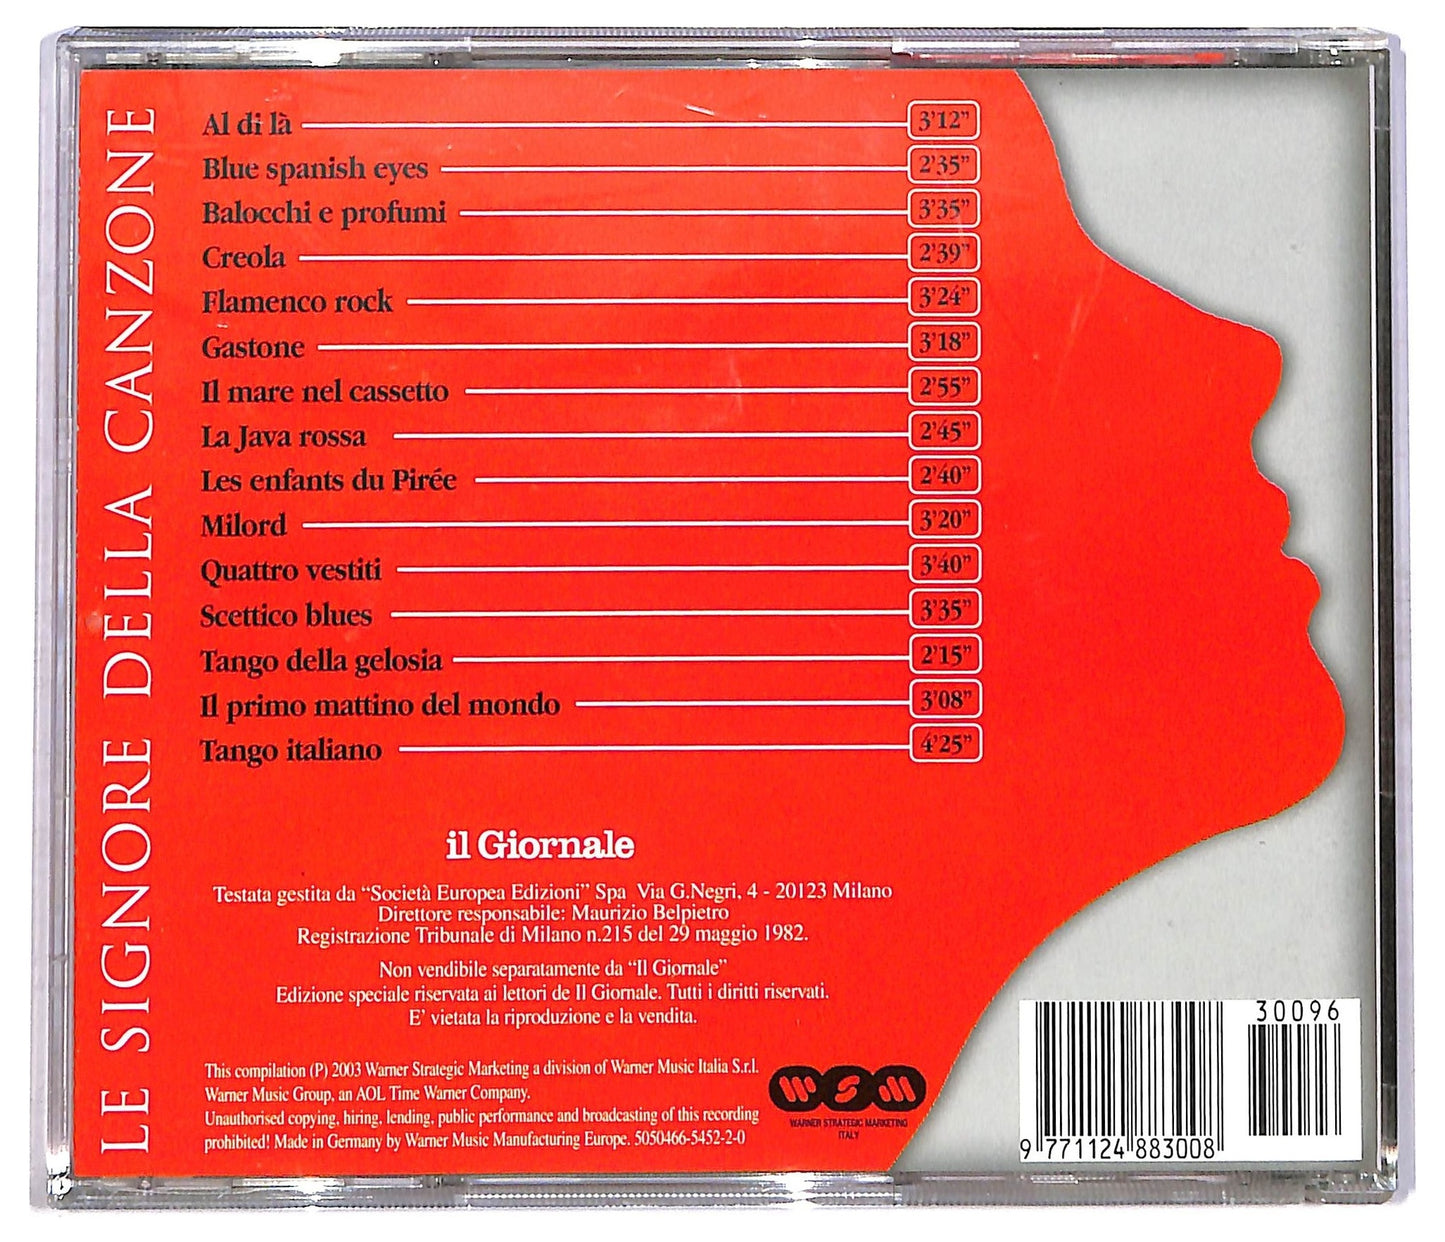 LE SIGNORE DELLA CANZONE
Al di là 3'12"
Blue spanish eyes 2'35"
Balocchi e profumi 3'35"
Creola 2'39"
Flamenco rock 3'24"
Gastone 3'18"
Il mare nel cassetto 2'55"
La Java rossa 2'45"
Les enfants du Pirée 2'40"
Milord 3'20"
Quattro vestiti 3'40"
Scettico blues 3'35"
Tango della gelosia 2'15"
Il primo mattino del mondo 3'08"
Tango italiano 4'25"
il Giornale
Testata gestita da “Società Europea Edizioni” Spa Via G.Negri, 4 - 20123 Milano
Direttore responsabile: Maurizio Belpietro
Registrazione Tribunale di Milano n.215 del 29 maggio 1982.
Non vendibile separatamente da “Il Giornale”
Edizione speciale riservata ai lettori de Il Giornale. Tutti i diritti riservati.
E' vietata la riproduzione e la vendita.
This compilation (P) 2003 Warner Strategic Marketing a division of Warner Music Italia S.r.l.
Warner Music Group, an AOL Time Warner Company.
Unauthorised copying, hiring, lending, public performance and broadcasting of this recording
prohibited! Made in Germany by Warner Music Manufacturing Europe. 5050466-5452-2-0
WSM
WARNER STRATEGIC MARKETING
ITALY
30096
9 771124 883008